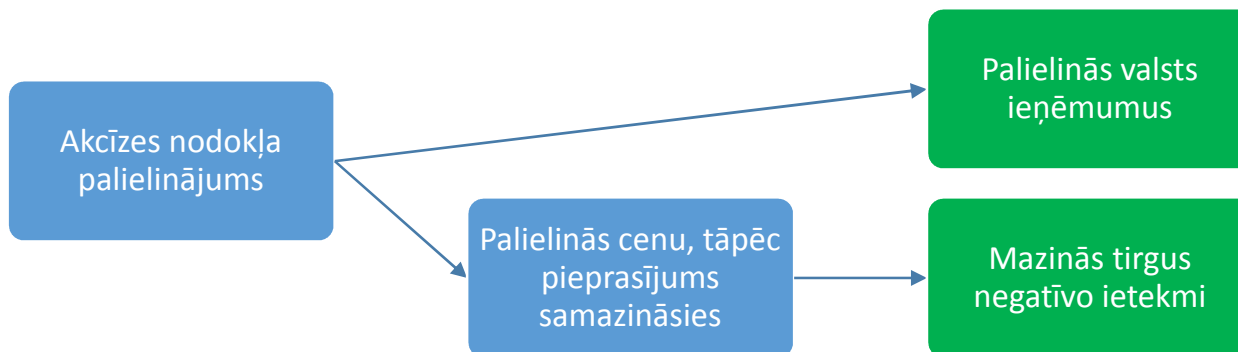 Akcīzes nodokļa
palielinājums
Palielinās valsts
ieņēmumus
Palielinās cenu, tāpēc
pieprasījums
samazināsies
Mazinās tirgus
negatīvo ietekmi